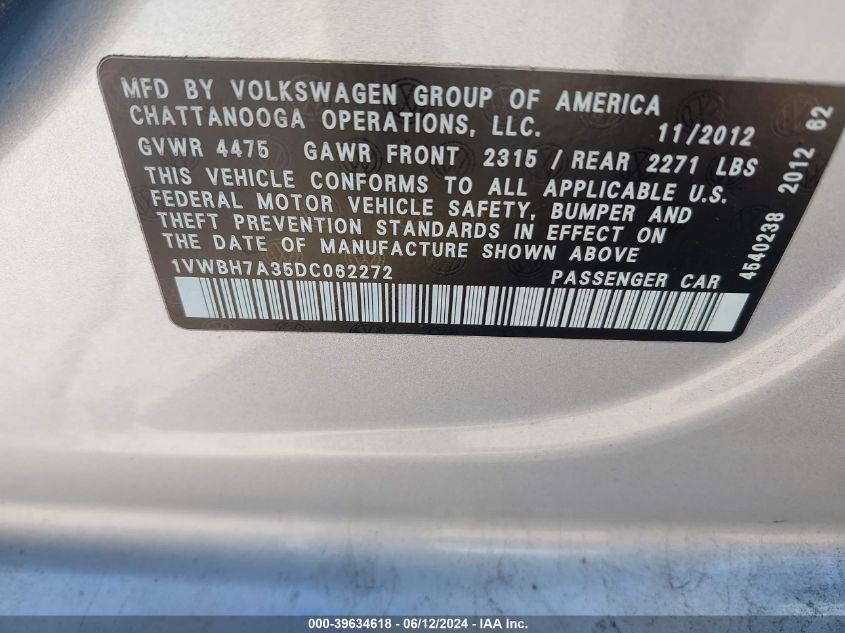 MFD BY VOLKSWAGEN GROUP OF AMERICA
CHATTANOOGA OPERATIONS, LLC. 11/2012
GVWR 4475 GAWR FRONT 2315 / REAR 2271 LBS
THIS VEHICLE CONFORMS TO ALL APPLICABLE U.S.
FEDERAL MOTOR VEHICLE SAFETY, BUMPER AND
THEFT PREVENTION STANDARDS IN EFFECT ON
THE DATE OF MANUFACTURE SHOWN ABOVE
1VWBH7A35DC062272 PASSENGER CAR
4540238 2012 62
000-39634618 - 06/12/2024 - IAA Inc.